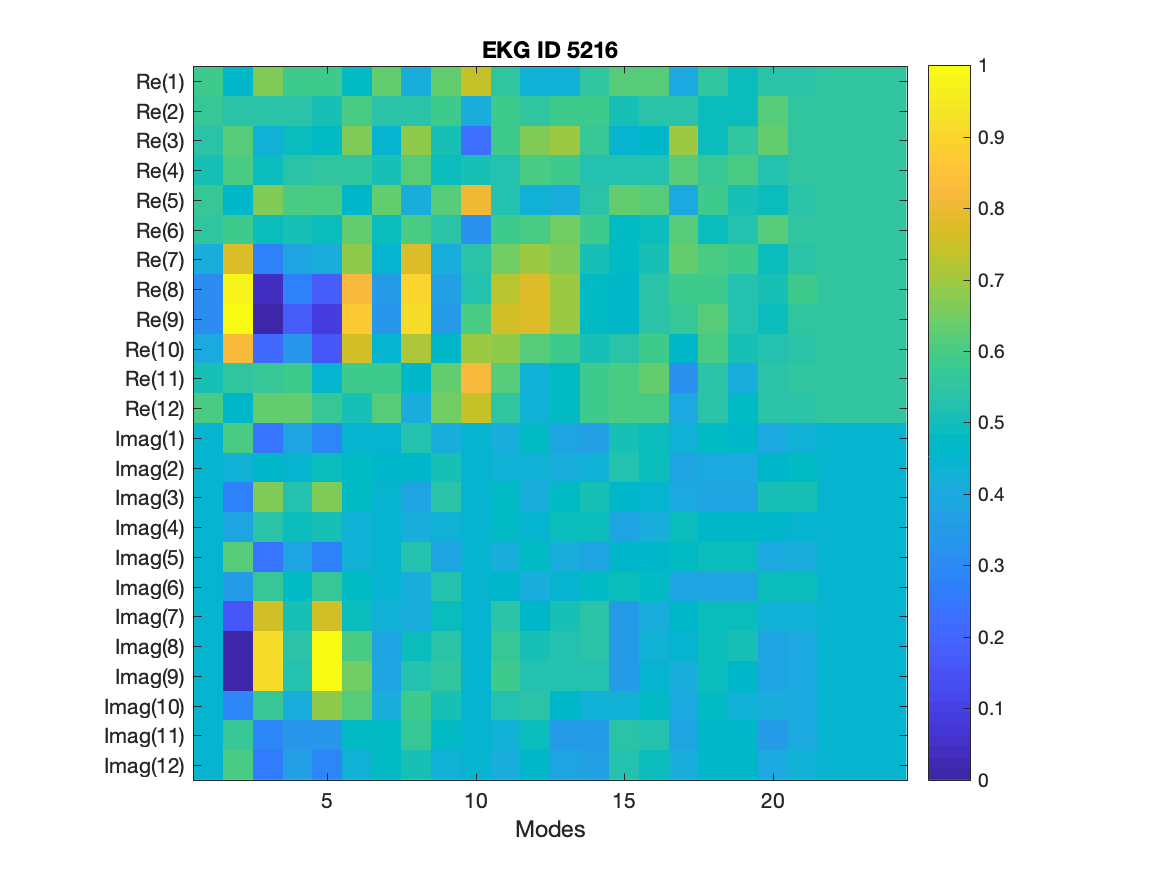 EKG ID 5216
Re(1)
Re(2)
Re(3)
Re(4)
Re(5)
Re(6)
Re(7)
Re(8)
Re(9)
Re(10)
Re(11)
Re(12)
Imag(1)
Imag(2)
Imag(3)
Imag(4)
Imag(5)
Imag(6)
Imag(7)
Imag(8)
Imag(9)
Imag(10)
Imag(11)
Imag(12)
5 10 15 20
Modes
1
0.9
0.8
0.7
0.6
0.5
0.4
0.3
0.2
0.1
0